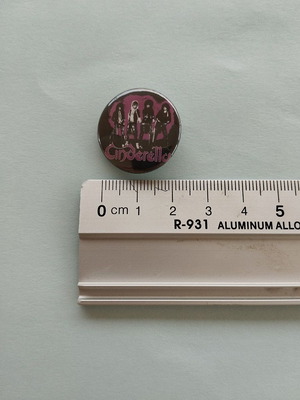 Cinderella
0 cm 1 2 3 4 5
R-931 ALUMINUM ALLO